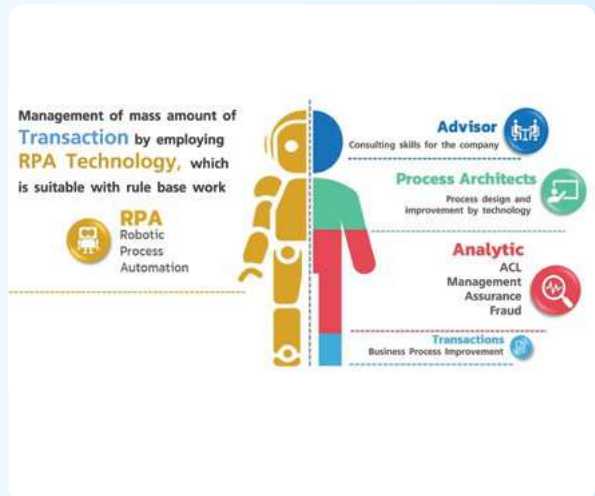 Management of mass amount of
Transaction by employing
RPA Technology, which
is suitable with rule base work
RPA
Robotic
Process
Automation
Advisor
Consulting skills for the company
Process Architects
Process design and
improvement by technology
Analytic
ACL
Management
Assurance
Fraud
Transactions
Business Process Improvement